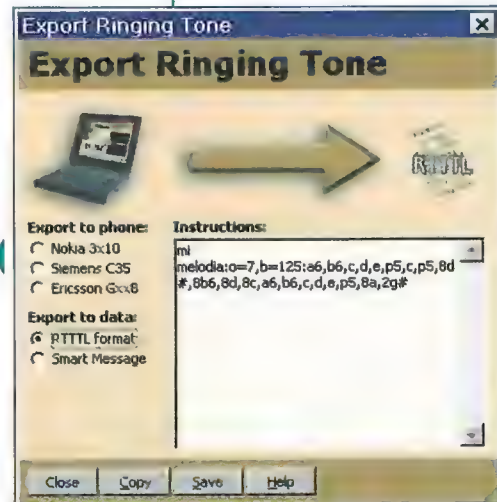 Export Ringing Tone
Export Ringing Tone
RTTTL
Export to phone:
Nokia 3x10
Siemens C35
Ericsson Gxx8
Export to data:
RTTTL format
Smart Message
Instructions:
mi
melodia:o=7,b=125:a6,b6,c,d,e,p5,c,p5,8d
#,8b6,8d,8c,a6,b6,c,d,e,p5,8a,2g#
Close
Copy
Save
Help